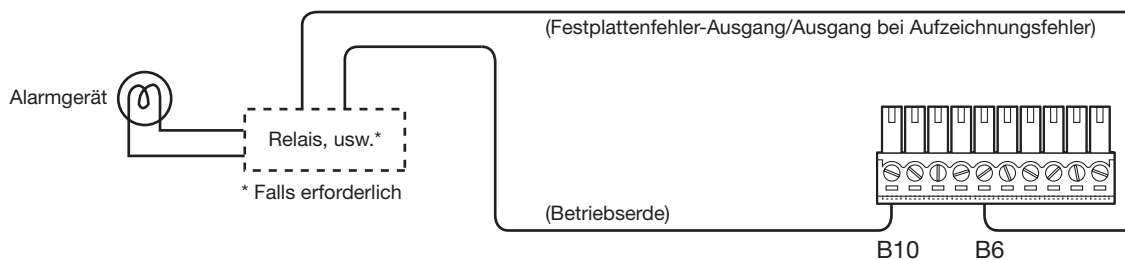 (Festplattenfehler-Ausgang/Ausgang bei Aufzeichnungsfehler)
Alarmgerät
Relais, usw.*
* Falls erforderlich
(Betriebserde)
B10
B6